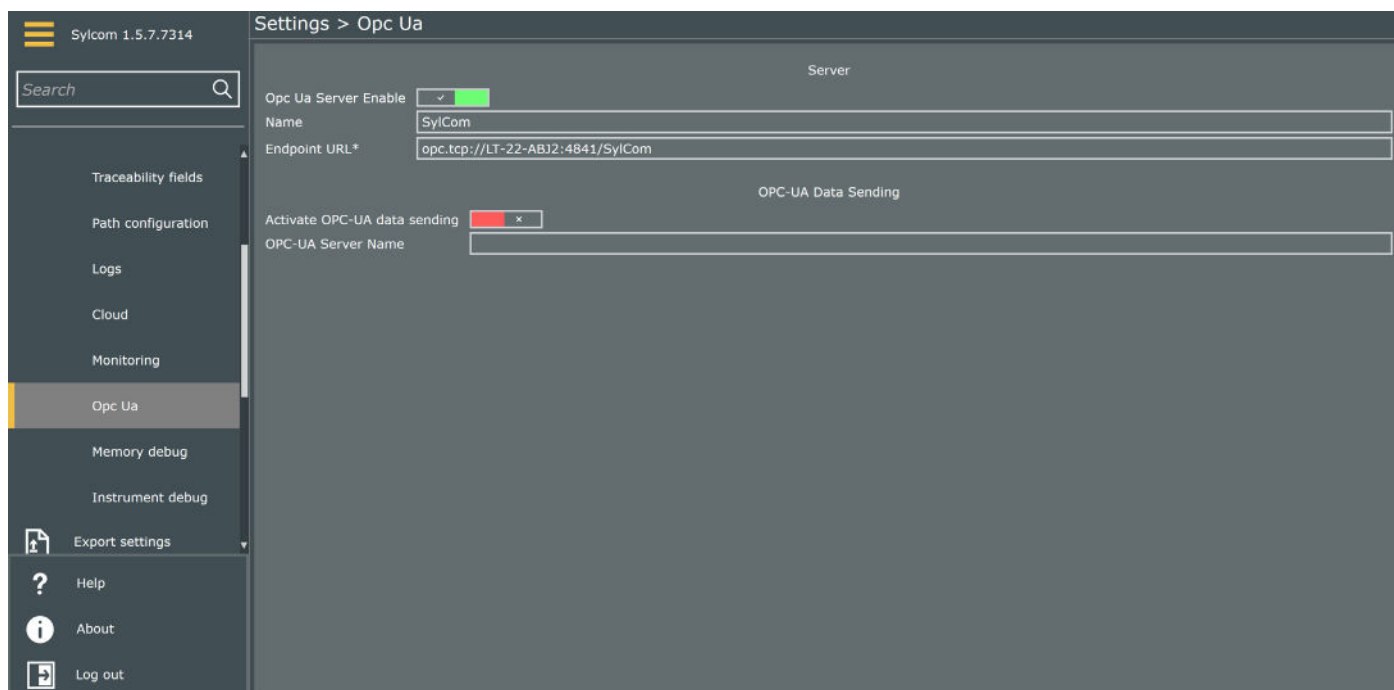 Sylcom 1.5.7.7314
Search
Traceability fields
Path configuration
Logs
Cloud
Monitoring
Opc Ua
Memory debug
Instrument debug
Export settings
Help
About
Log out
Settings > Opc Ua
Server
Opc Ua Server Enable
Name SylCom
Endpoint URL* opc.tcp://LT-22-ABJ2:4841/SylCom
OPC-UA Data Sending
Activate OPC-UA data sending
OPC-UA Server Name